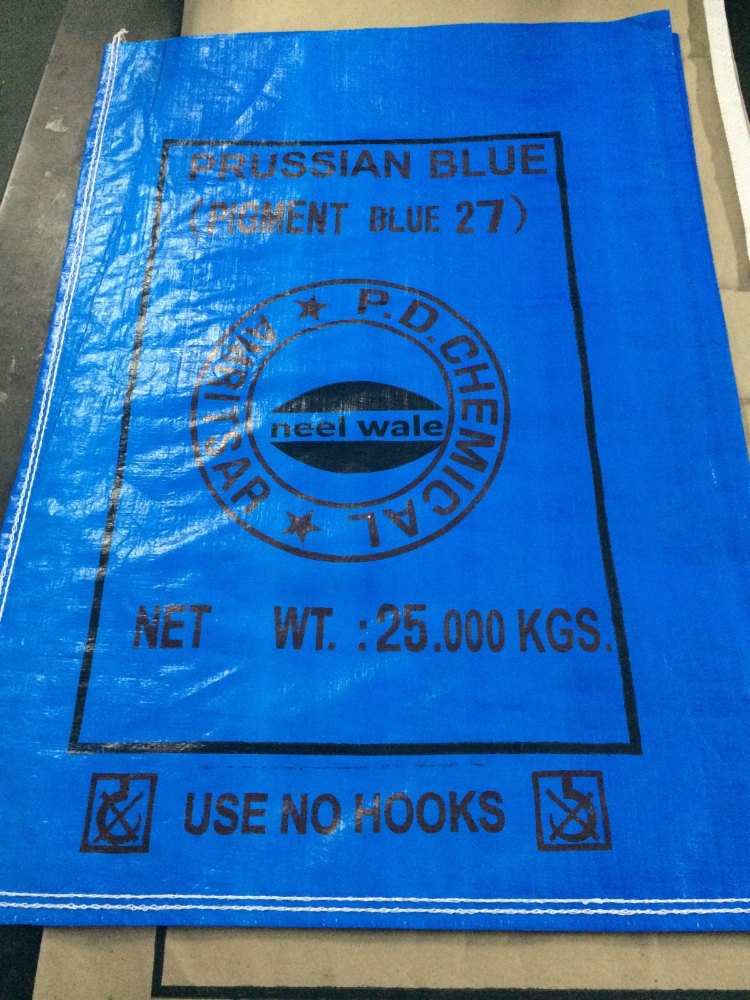 PRUSSIAN BLUE
(PIGMENT BLUE 27)
AMRITSAR ★ P.D.CHEMICAL ★
neel wale
NET WT. : 25.000 KGS.
USE NO HOOKS